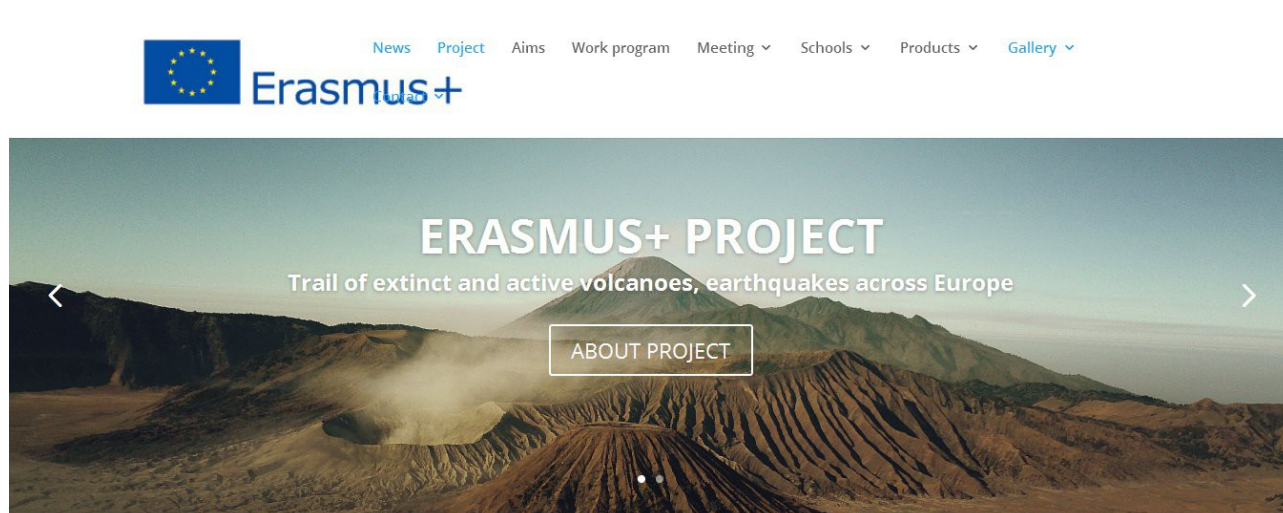 News Project Aims Work program Meeting Schools Products Gallery
Erasmus+
Contact
ERASMUS+ PROJECT
Trail of extinct and active volcanoes, earthquakes across Europe
ABOUT PROJECT